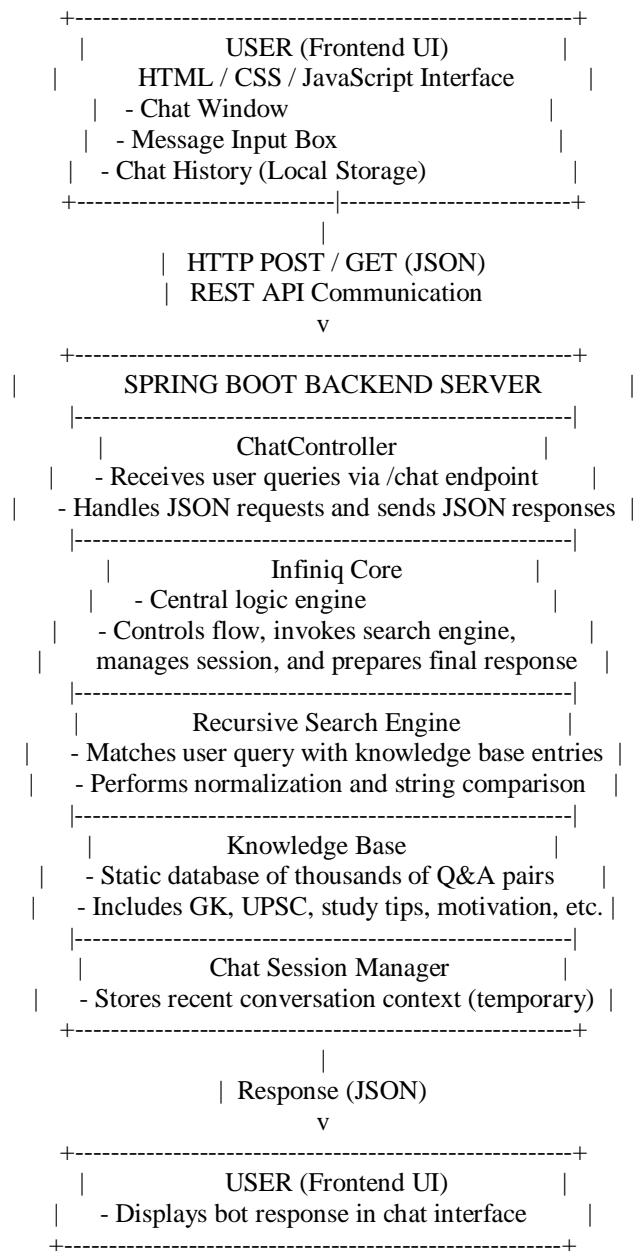 +------------------------------------------------------------------+
| USER (Frontend UI) |
| HTML / CSS / JavaScript Interface |
| - Chat Window |
| - Message Input Box |
| - Chat History (Local Storage) |
+----------------------------------|-------------------------------+
|
| HTTP POST / GET (JSON)
| REST API Communication
v
+------------------------------------------------------------------+
| SPRING BOOT BACKEND SERVER |
|------------------------------------------------------------------|
| ChatController |
| - Receives user queries via /chat endpoint |
| - Handles JSON requests and sends JSON responses |
|------------------------------------------------------------------|
| Infiniq Core |
| - Central logic engine |
| - Controls flow, invokes search engine, |
| manages session, and prepares final response |
|------------------------------------------------------------------|
| Recursive Search Engine |
| - Matches user query with knowledge base entries |
| - Performs normalization and string comparison |
|------------------------------------------------------------------|
| Knowledge Base |
| - Static database of thousands of Q&A pairs |
| - Includes GK, UPSC, study tips, motivation, etc. |
|------------------------------------------------------------------|
| Chat Session Manager |
| - Stores recent conversation context (temporary) |
+------------------------------------------------------------------+
|
| Response (JSON)
v
+------------------------------------------------------------------+
| USER (Frontend UI) |
| - Displays bot response in chat interface |
+------------------------------------------------------------------+